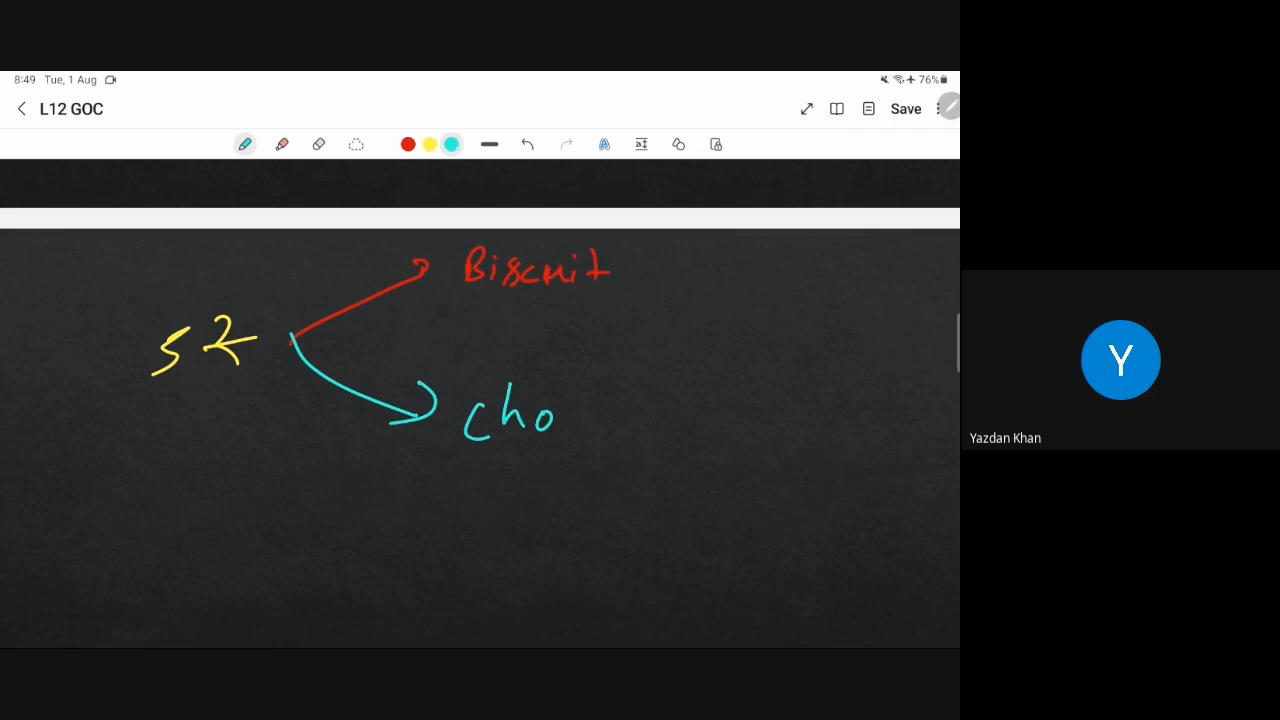 8:49 Tue, 1 Aug 76%
L12 GOC Save
Biscuit
5 ₹
Cho
Y
Yazdan Khan